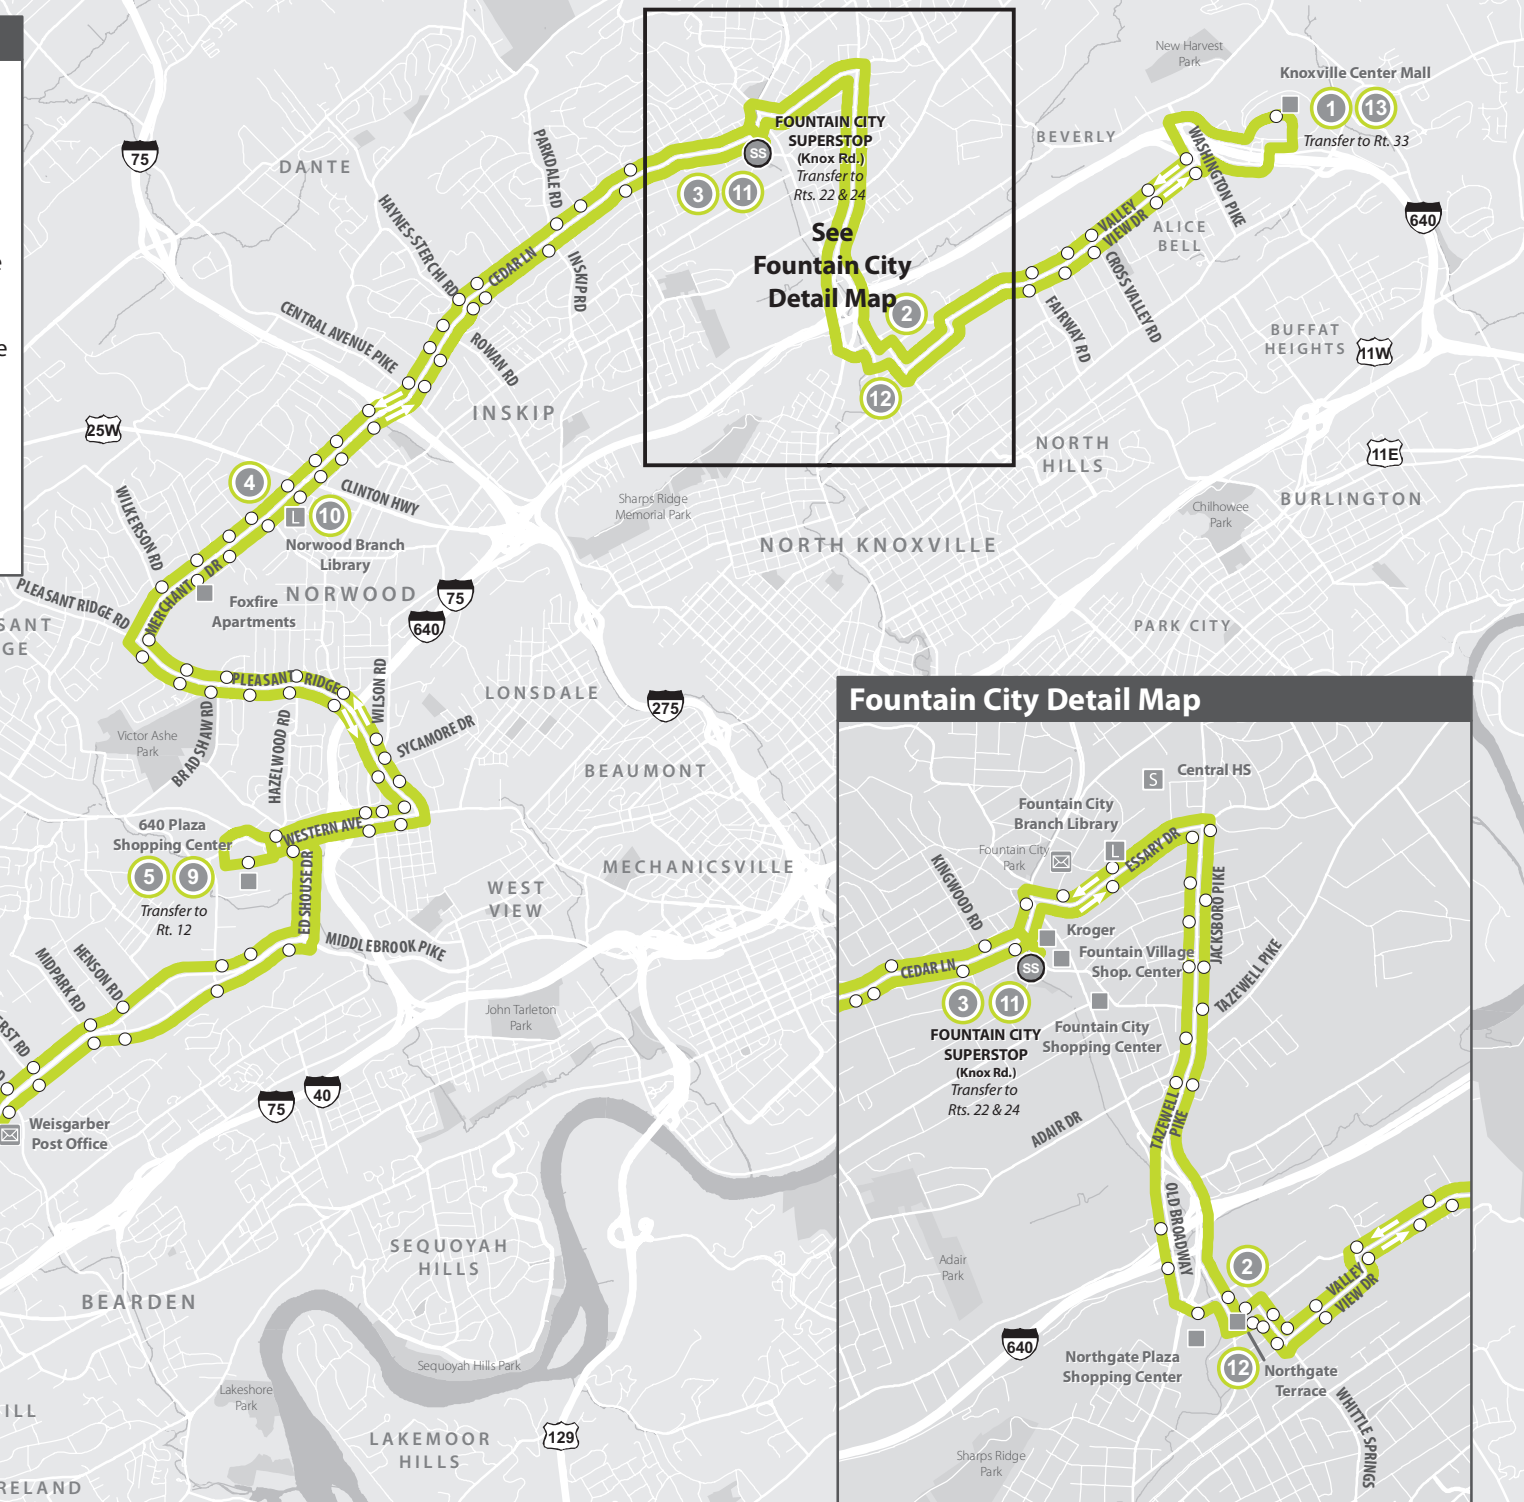 New Harvest
Park
Knoxville Center Mall
1
13
Transfer to Rt. 33
BEVERLY
WASHINGTON PIKE
640
VALLEY
VIEW DR
ALICE
BELL
CROSS VALLEY RD
FAIRWAY RD
BUFFAT
HEIGHTS
11W
11E
BURLINGTON
NORTH
HILLS
Chilhowee
Park
PARK CITY
75
DANTE
PARKDALE RD
HAYNES-STERCHI RD
CEDAR LN
INSKIP RD
CENTRAL AVENUE PIKE
ROWAN RD
INSKIP
FOUNTAIN CITY
SUPERSTOP
(Knox Rd.)
Transfer to
Rts. 22 & 24
SS
3
11
See
Fountain City
Detail Map
2
12
25W
4
CLINTON HWY
L
10
Norwood Branch
Library
WILKERSON RD
MERCHANT DR
Foxfire
Apartments
NORWOOD
PLEASANT RIDGE RD
SANT
GE
75
640
Sharps Ridge
Memorial Park
NORTH KNOXVILLE
PLEASANT RIDGE
WILSON RD
LONSDALE
275
SYCAMORE DR
Victor Ashe
Park
BRADSHAW RD
HAZELWOOD RD
BEAUMONT
640 Plaza
Shopping Center
WESTERN AVE
5
9
Transfer to
Rt. 12
ED SHOUSE DR
MECHANICSVILLE
WEST
VIEW
MIDDLEBROOK PIKE
HENSON RD
MIDPARK RD
ERST RD
D
John Tarleton
Park
75
40
Weisgarber
Post Office
SEQUOYAH
HILLS
BEARDEN
Sequoyah Hills Park
Lakeshore
Park
ILL
LAKEMOOR
HILLS
129
RELAND
e
e
Fountain City Detail Map
S
Central HS
Fountain City
Branch Library
L
Fountain City
Park
ESSARY DR
KINGWOOD RD
JACKSBORO PIKE
Kroger
Fountain Village
Shop. Center
CEDAR LN
SS
3
11
TAZEWELL PIKE
FOUNTAIN CITY
SUPERSTOP
(Knox Rd.)
Transfer to
Rts. 22 & 24
Fountain City
Shopping Center
ADAIR DR
TAZEWELL
PIKE
OLD BROADWAY
Adair
Park
2
VALLEY
VIEW DR
640
Northgate Plaza
Shopping Center
12
Northgate
Terrace
WHITTLE SPRINGS
Sharps Ridge
Park